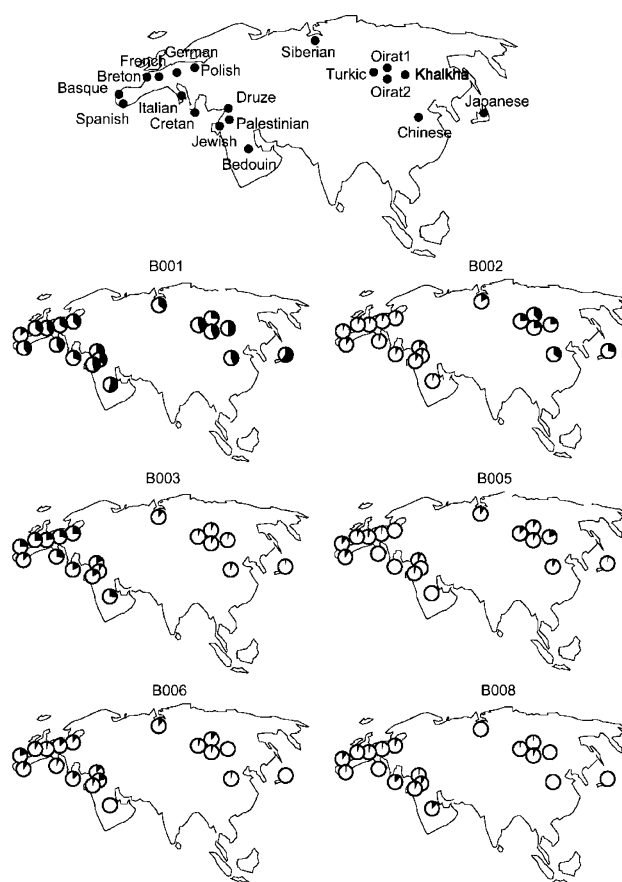 German
French
Siberian
Oirat1
Breton
Polish
Turkic
Khalkha
Basque
Oirat2
Italian
Druze
Japanese
Spanish
Cretan
Palestinian
Chinese
Jewish
Bedouin
B001
B002
B003
B005
B006
B008